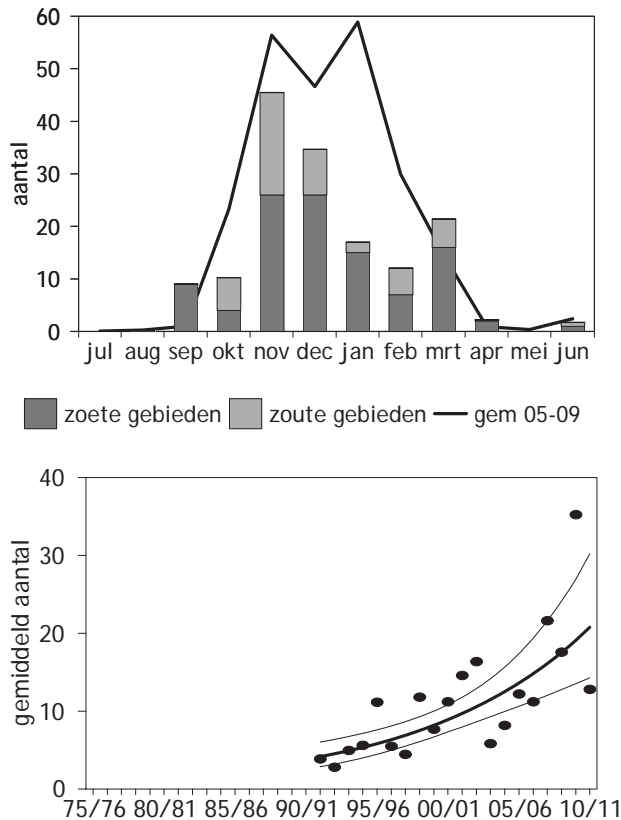 60
50
40
30
20
10
0
aantal
jul aug sep okt nov dec jan feb mrt apr mei jun
zoete gebieden zoute gebieden gem 05-09
40
30
20
10
0
gemiddeld aantal
75/76 80/81 85/86 90/91 95/96 00/01 05/06 10/11